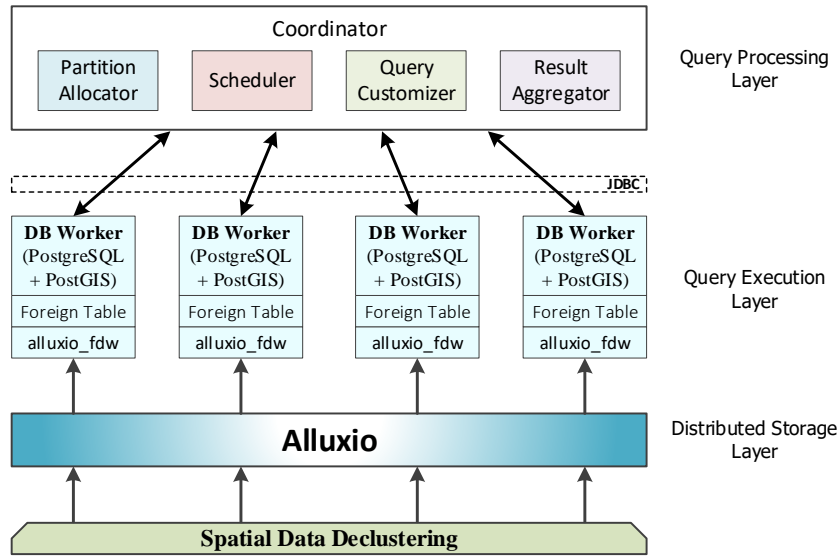 Coordinator
Partition
Allocator
Scheduler
Query
Customizer
Result
Aggregator
Query Processing
Layer
JDBC
DB Worker
(PostgreSQL
+ PostGIS)
Foreign Table
alluxio_fdw
DB Worker
(PostgreSQL
+ PostGIS)
Foreign Table
alluxio_fdw
DB Worker
(PostgreSQL
+ PostGIS)
Foreign Table
alluxio_fdw
DB Worker
(PostgreSQL
+ PostGIS)
Foreign Table
alluxio_fdw
Query Execution
Layer
Alluxio
Distributed Storage
Layer
Spatial Data Declustering